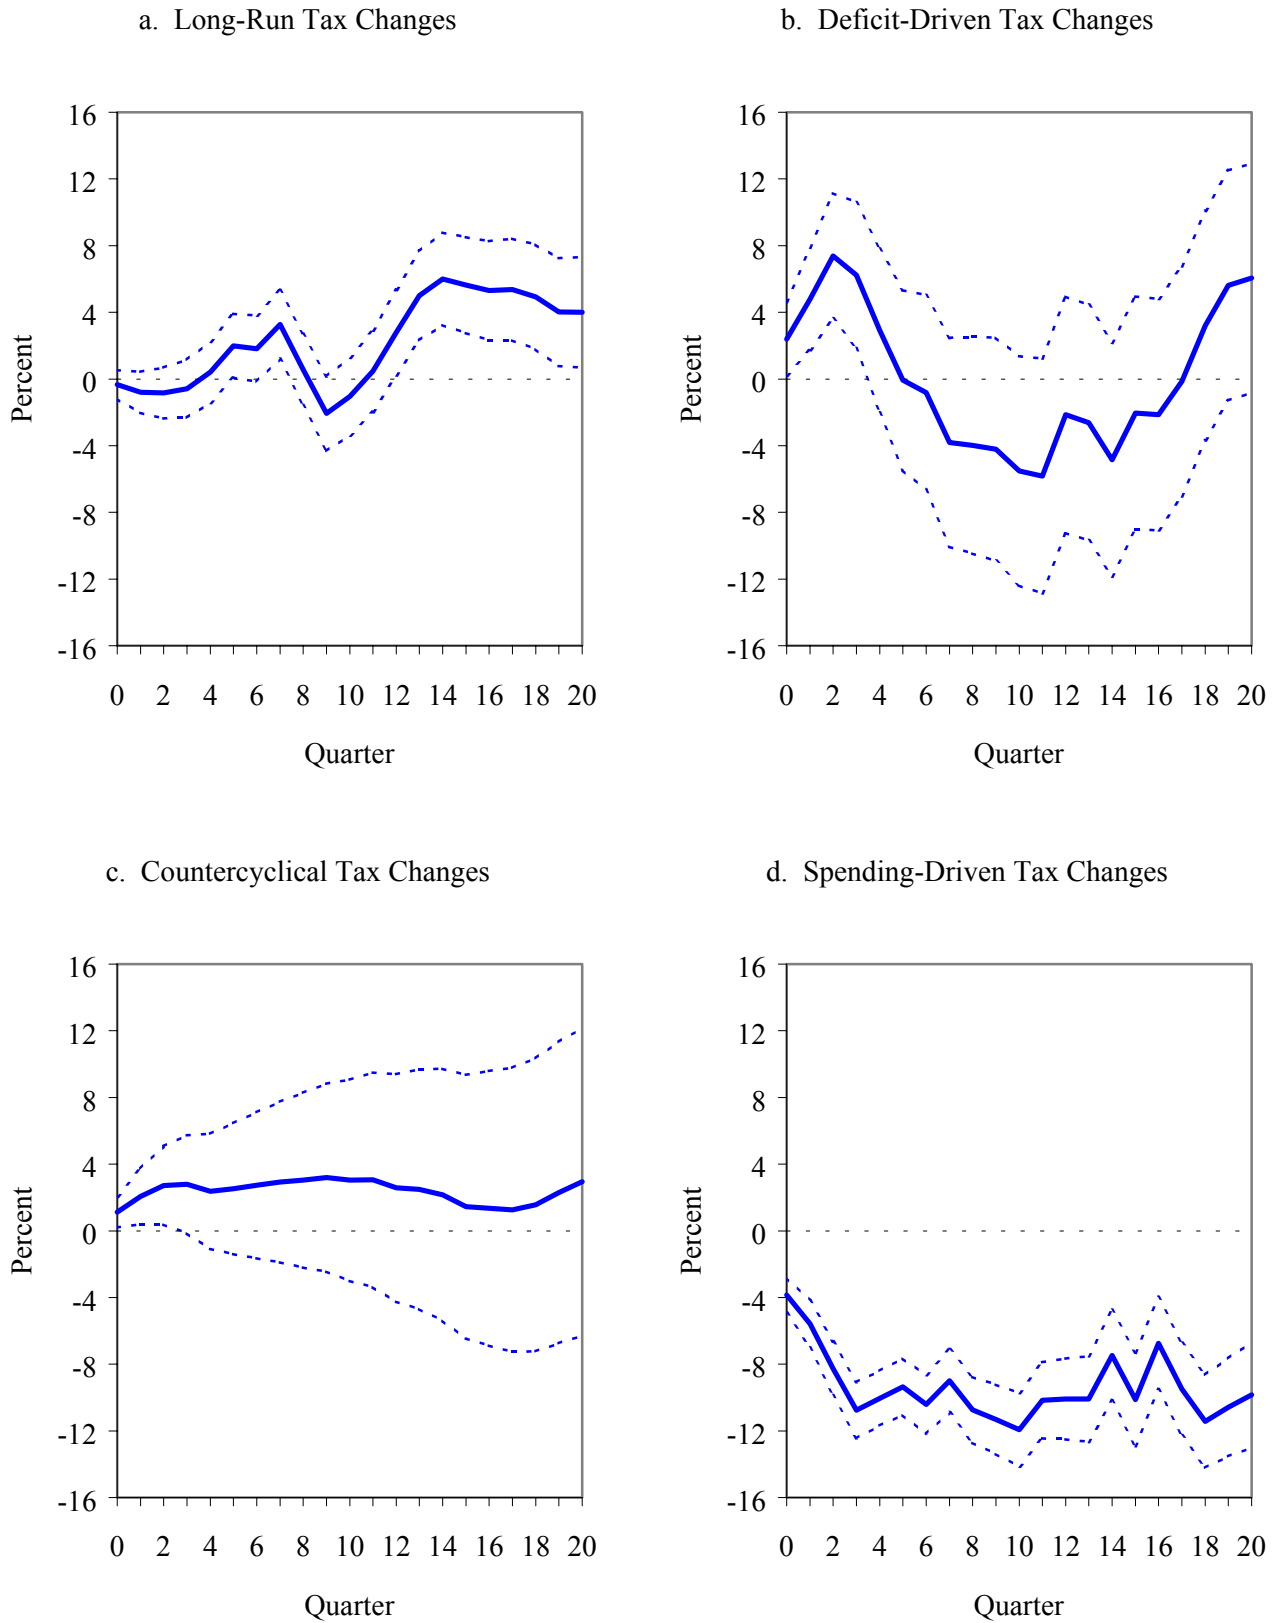 a. Long-Run Tax Changes
16
12
8
4
0
-4
-8
-12
-16
Percent
0 2 4 6 8 10 12 14 16 18 20
Quarter
b. Deficit-Driven Tax Changes
16
12
8
4
0
-4
-8
-12
-16
Percent
0 2 4 6 8 10 12 14 16 18 20
Quarter
c. Countercyclical Tax Changes
16
12
8
4
0
-4
-8
-12
-16
Percent
0 2 4 6 8 10 12 14 16 18 20
Quarter
d. Spending-Driven Tax Changes
16
12
8
4
0
-4
-8
-12
-16
Percent
0 2 4 6 8 10 12 14 16 18 20
Quarter